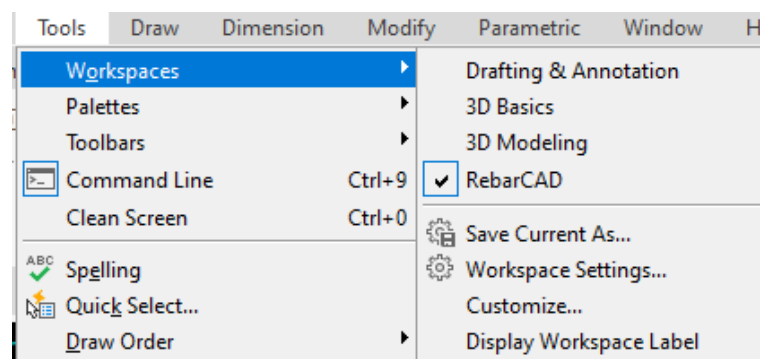 Tools Draw Dimension Modify Parametric Window H
Workspaces
Palettes
Toolbars
Command Line Ctrl+9
Clean Screen Ctrl+0
ABC
Spelling
Quick Select...
Draw Order
Drafting & Annotation
3D Basics
3D Modeling
RebarCAD
Save Current As...
Workspace Settings...
Customize...
Display Workspace Label